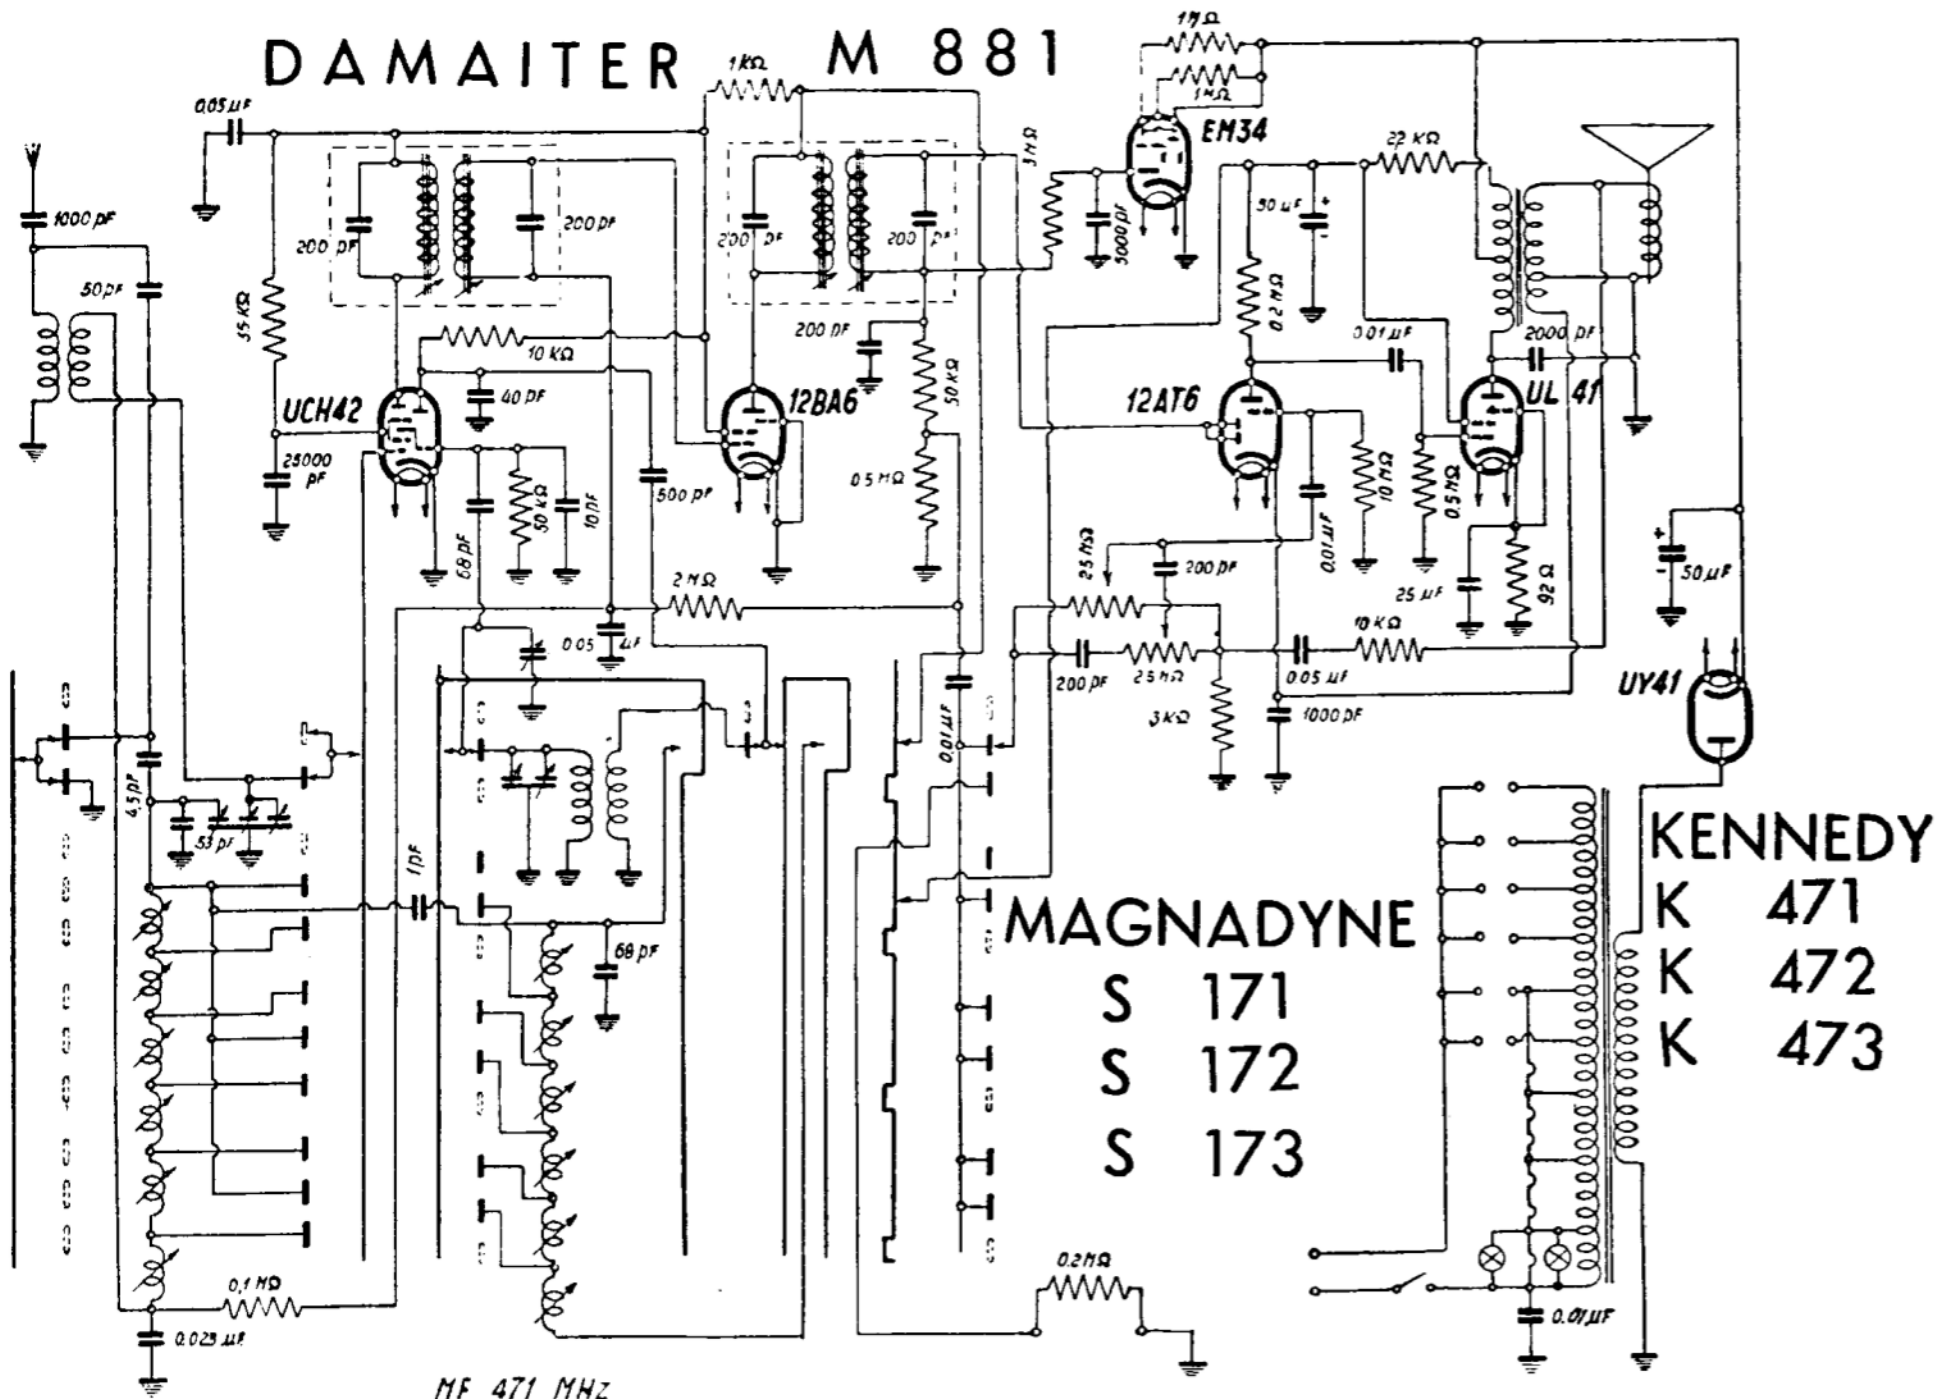 DAMAITER M 881
1 MΩ
1 MΩ
1 KΩ
0,05 µF
EM34
3 MΩ
22 KΩ
1000 pF
200 pF
200 pF
200 pF
200 pF
5000 pF
50 µF
+
-
50 pF
35 KΩ
0.2 MΩ
10 KΩ
200 pF
0.01 µF
2000 pF
UCH42
40 pF
12BA6
50 KΩ
12AT6
UL 41
25000 pF
500 pF
0.5 MΩ
10 MΩ
0.5 MΩ
68 pF
50 KΩ
10 pF
0.01 µF
+
-
50 µF
2 MΩ
25 MΩ
200 pF
25 µF
92 Ω
0.05 µF
10 KΩ
200 pF
25 MΩ
0.05 µF
UY41
3 KΩ
1000 pF
0.01 µF
4,5 pF
53 pF
1 pF
68 pF
KENNEDY
K 471
K 472
K 473
MAGNADYNE
S 171
S 172
S 173
0,1 MΩ
0.2 MΩ
0.025 µF
0.01 µF
MF 471 MHz